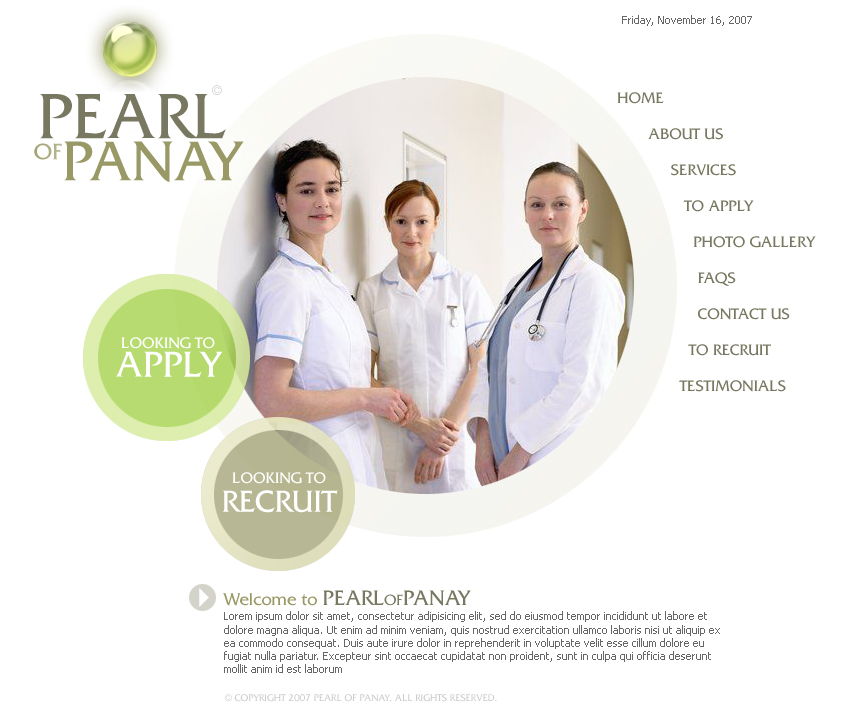 Friday, November 16, 2007
PEARL©
OF PANAY
HOME
ABOUT US
SERVICES
TO APPLY
PHOTO GALLERY
FAQS
CONTACT US
TO RECRUIT
TESTIMONIALS
LOOKING TO
APPLY
LOOKING TO
RECRUIT
Welcome to PEARLOFPANAY
Lorem ipsum dolor sit amet, consectetur adipisicing elit, sed do eiusmod tempor incididunt ut labore et
dolore magna aliqua. Ut enim ad minim veniam, quis nostrud exercitation ullamco laboris nisi ut aliquip ex
ea commodo consequat. Duis aute irure dolor in reprehenderit in voluptate velit esse cillum dolore eu
fugiat nulla pariatur. Excepteur sint occaecat cupidatat non proident, sunt in culpa qui officia deserunt
mollit anim id est laborum
© COPYRIGHT 2007 PEARL OF PANAY. ALL RIGHTS RESERVED.